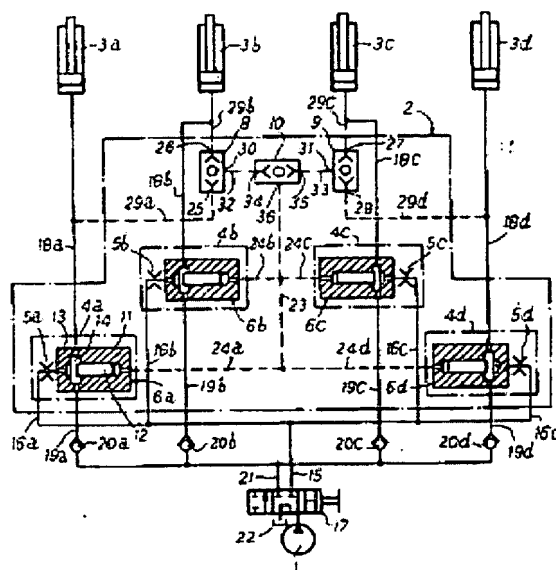 3a 3b 3c 3d
29b 29c 2
8 10 9
26 30 31 27
18b 32 34 35 33 18c
25 36 28
29a 29d
18a 5b 4b 24b 24c 4c 5c 18d
23
5a 13 4a 14 11 6b 6c 4d 5d
16b 24a 24d 16c
6a 19b 19c 6d
16a 12 19a 20a 20b 20c 20d 19d
21 15
22 17
1